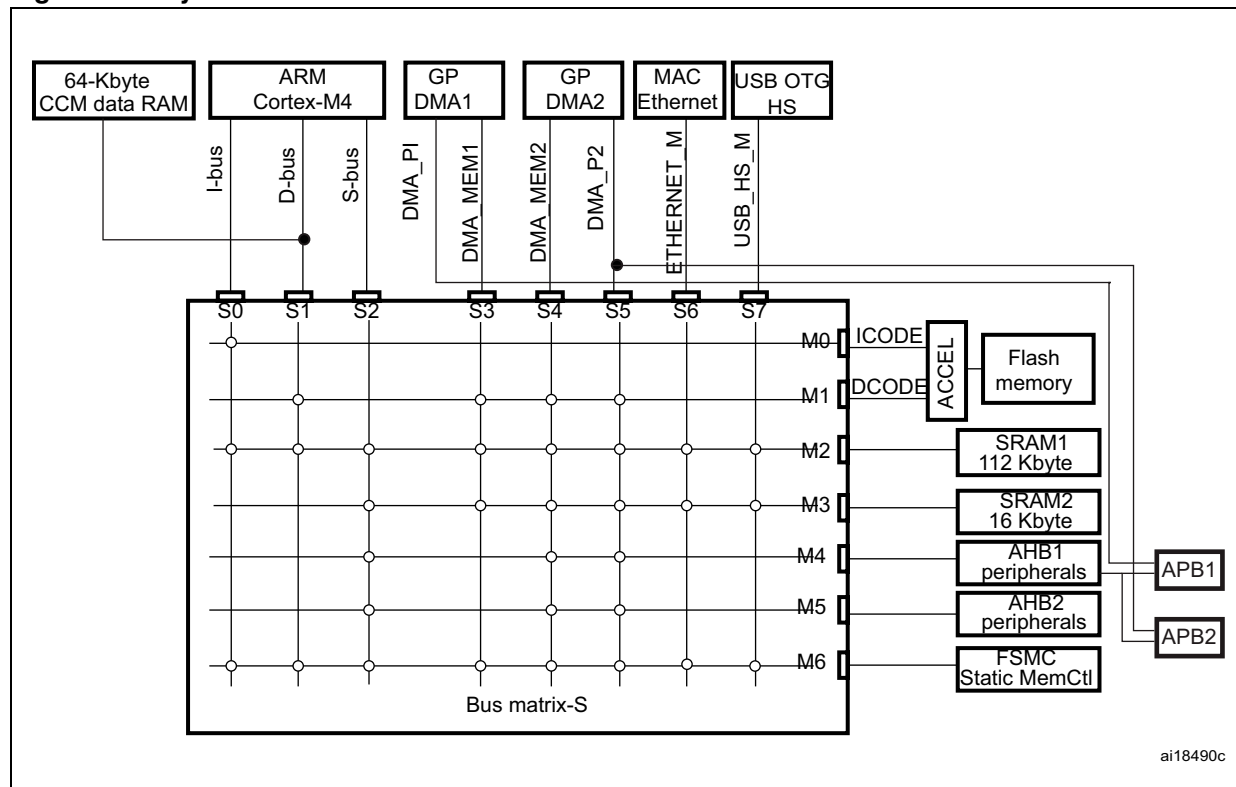 64-Kbyte
CCM data RAM
ARM
Cortex-M4
GP
DMA1
GP
DMA2
MAC
Ethernet
USB OTG
HS
I-bus
D-bus
S-bus
DMA_PI
DMA_MEM1
DMA_MEM2
DMA_P2
ETHERNET_M
USB_HS_M
S0 S1 S2 S3 S4 S5 S6 S7
M0 ICODE
M1 DCODE
ACCEL
Flash
memory
M2
SRAM1
112 Kbyte
M3
SRAM2
16 Kbyte
M4
AHB1
peripherals
APB1
M5
AHB2
peripherals
APB2
M6
FSMC
Static MemCtl
Bus matrix-S
ai18490c